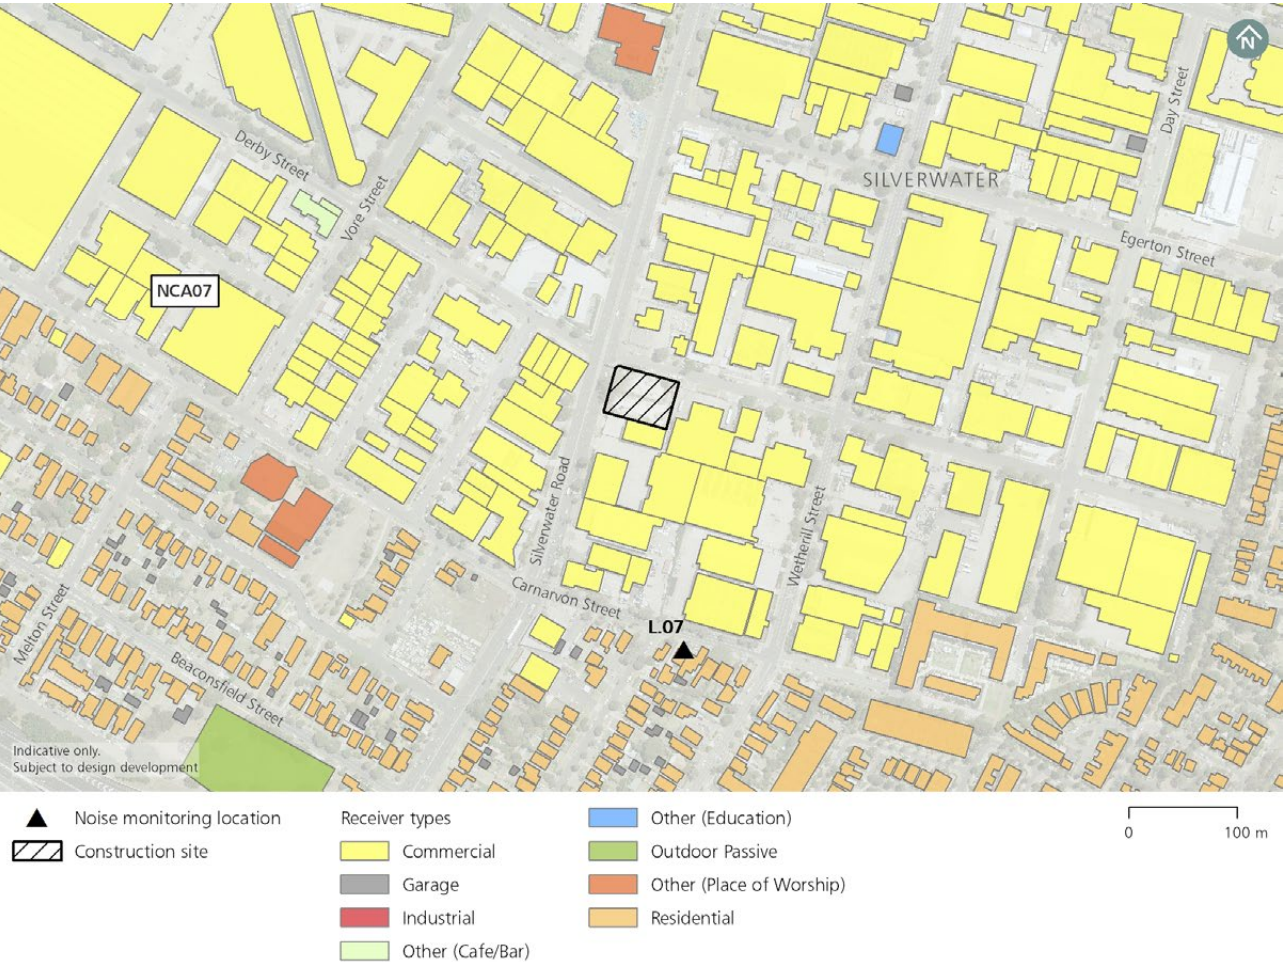 N
Day Street
Derby Street
SILVERWATER
Vore Street
Egerton Street
NCA07
Silverwater Road
Wetherill Street
Carnarvon Street
L.07
Melton Street
Beaconsfield Street
Indicative only.
Subject to design development
Noise monitoring location
Construction site
Receiver types
Commercial
Garage
Industrial
Other (Cafe/Bar)
Other (Education)
Outdoor Passive
Other (Place of Worship)
Residential
0 100 m